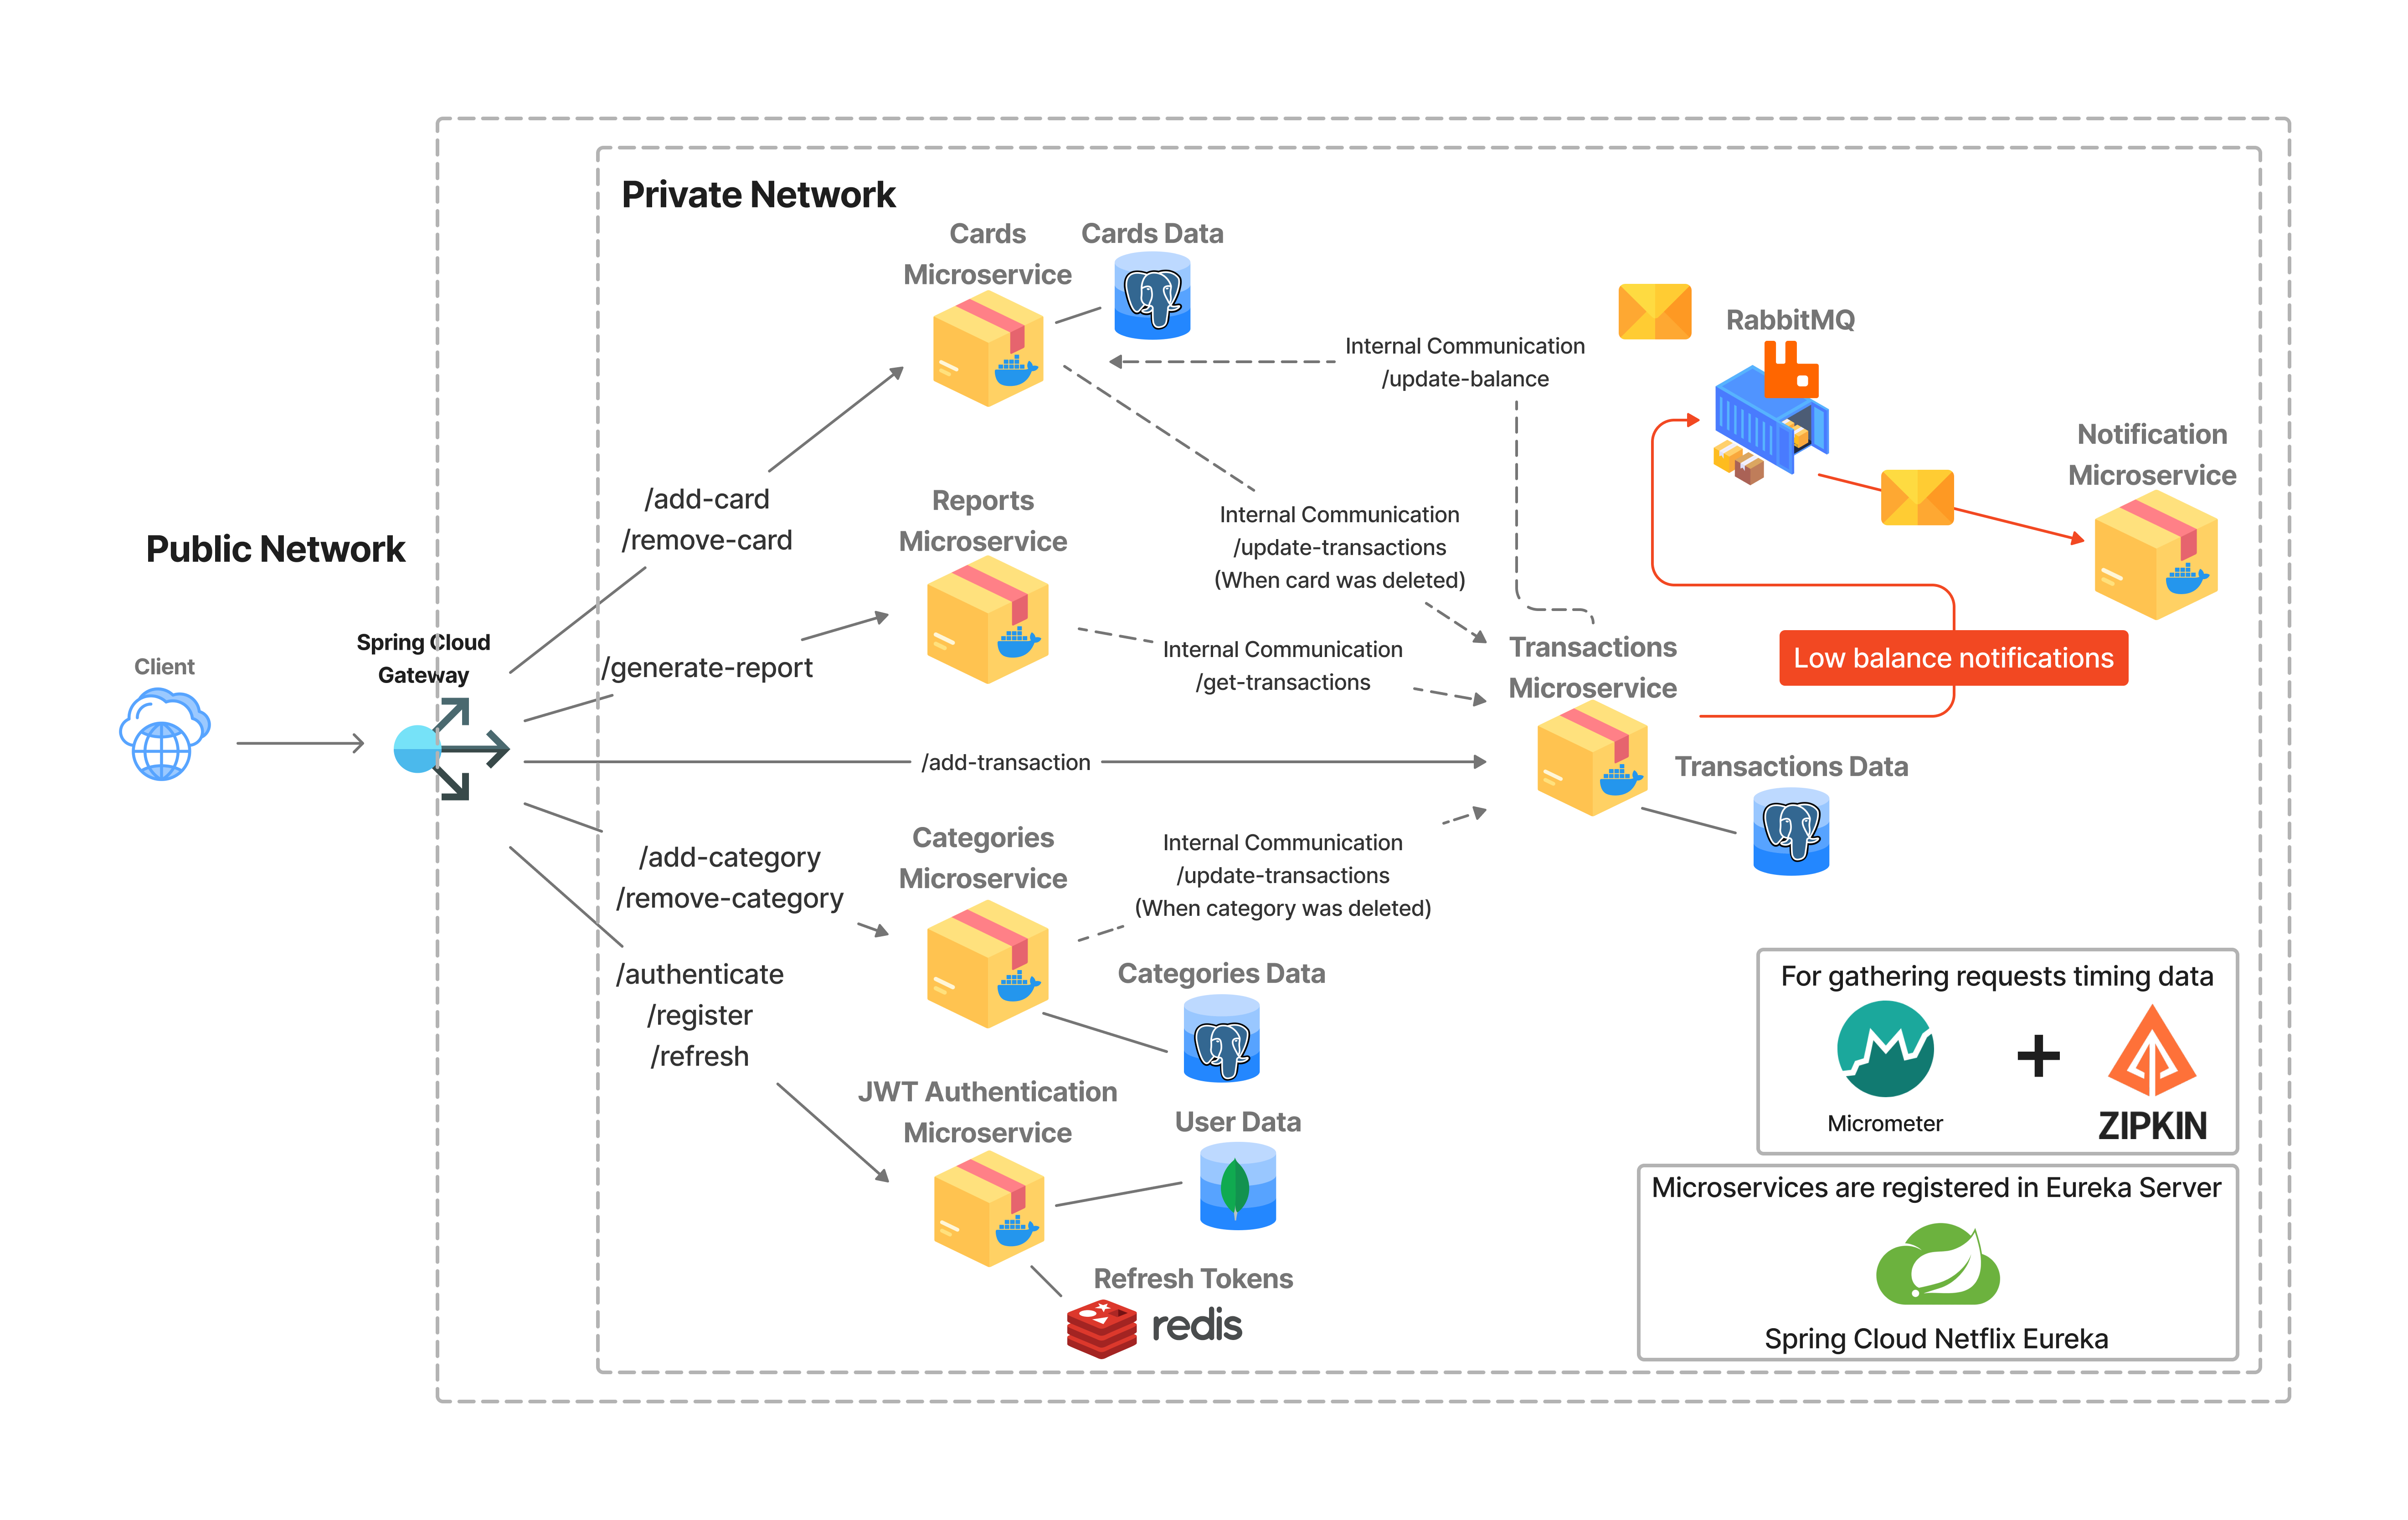 Private Network
Cards
Microservice
Cards Data
RabbitMQ
Internal Communication
/update-balance
Notification
Microservice
/add-card
/remove-card
Reports
Microservice
Internal Communication
/update-transactions
(When card was deleted)
Public Network
Client
Spring Cloud
Gateway
/generate-report
Internal Communication
/get-transactions
Transactions
Microservice
Low balance notifications
/add-transaction
Transactions Data
/add-category
/remove-category
Categories
Microservice
Internal Communication
/update-transactions
(When category was deleted)
/authenticate
/register
/refresh
Categories Data
JWT Authentication
Microservice
User Data
Refresh Tokens
redis
For gathering requests timing data
Micrometer
+
ZIPKIN
Microservices are registered in Eureka Server
Spring Cloud Netflix Eureka